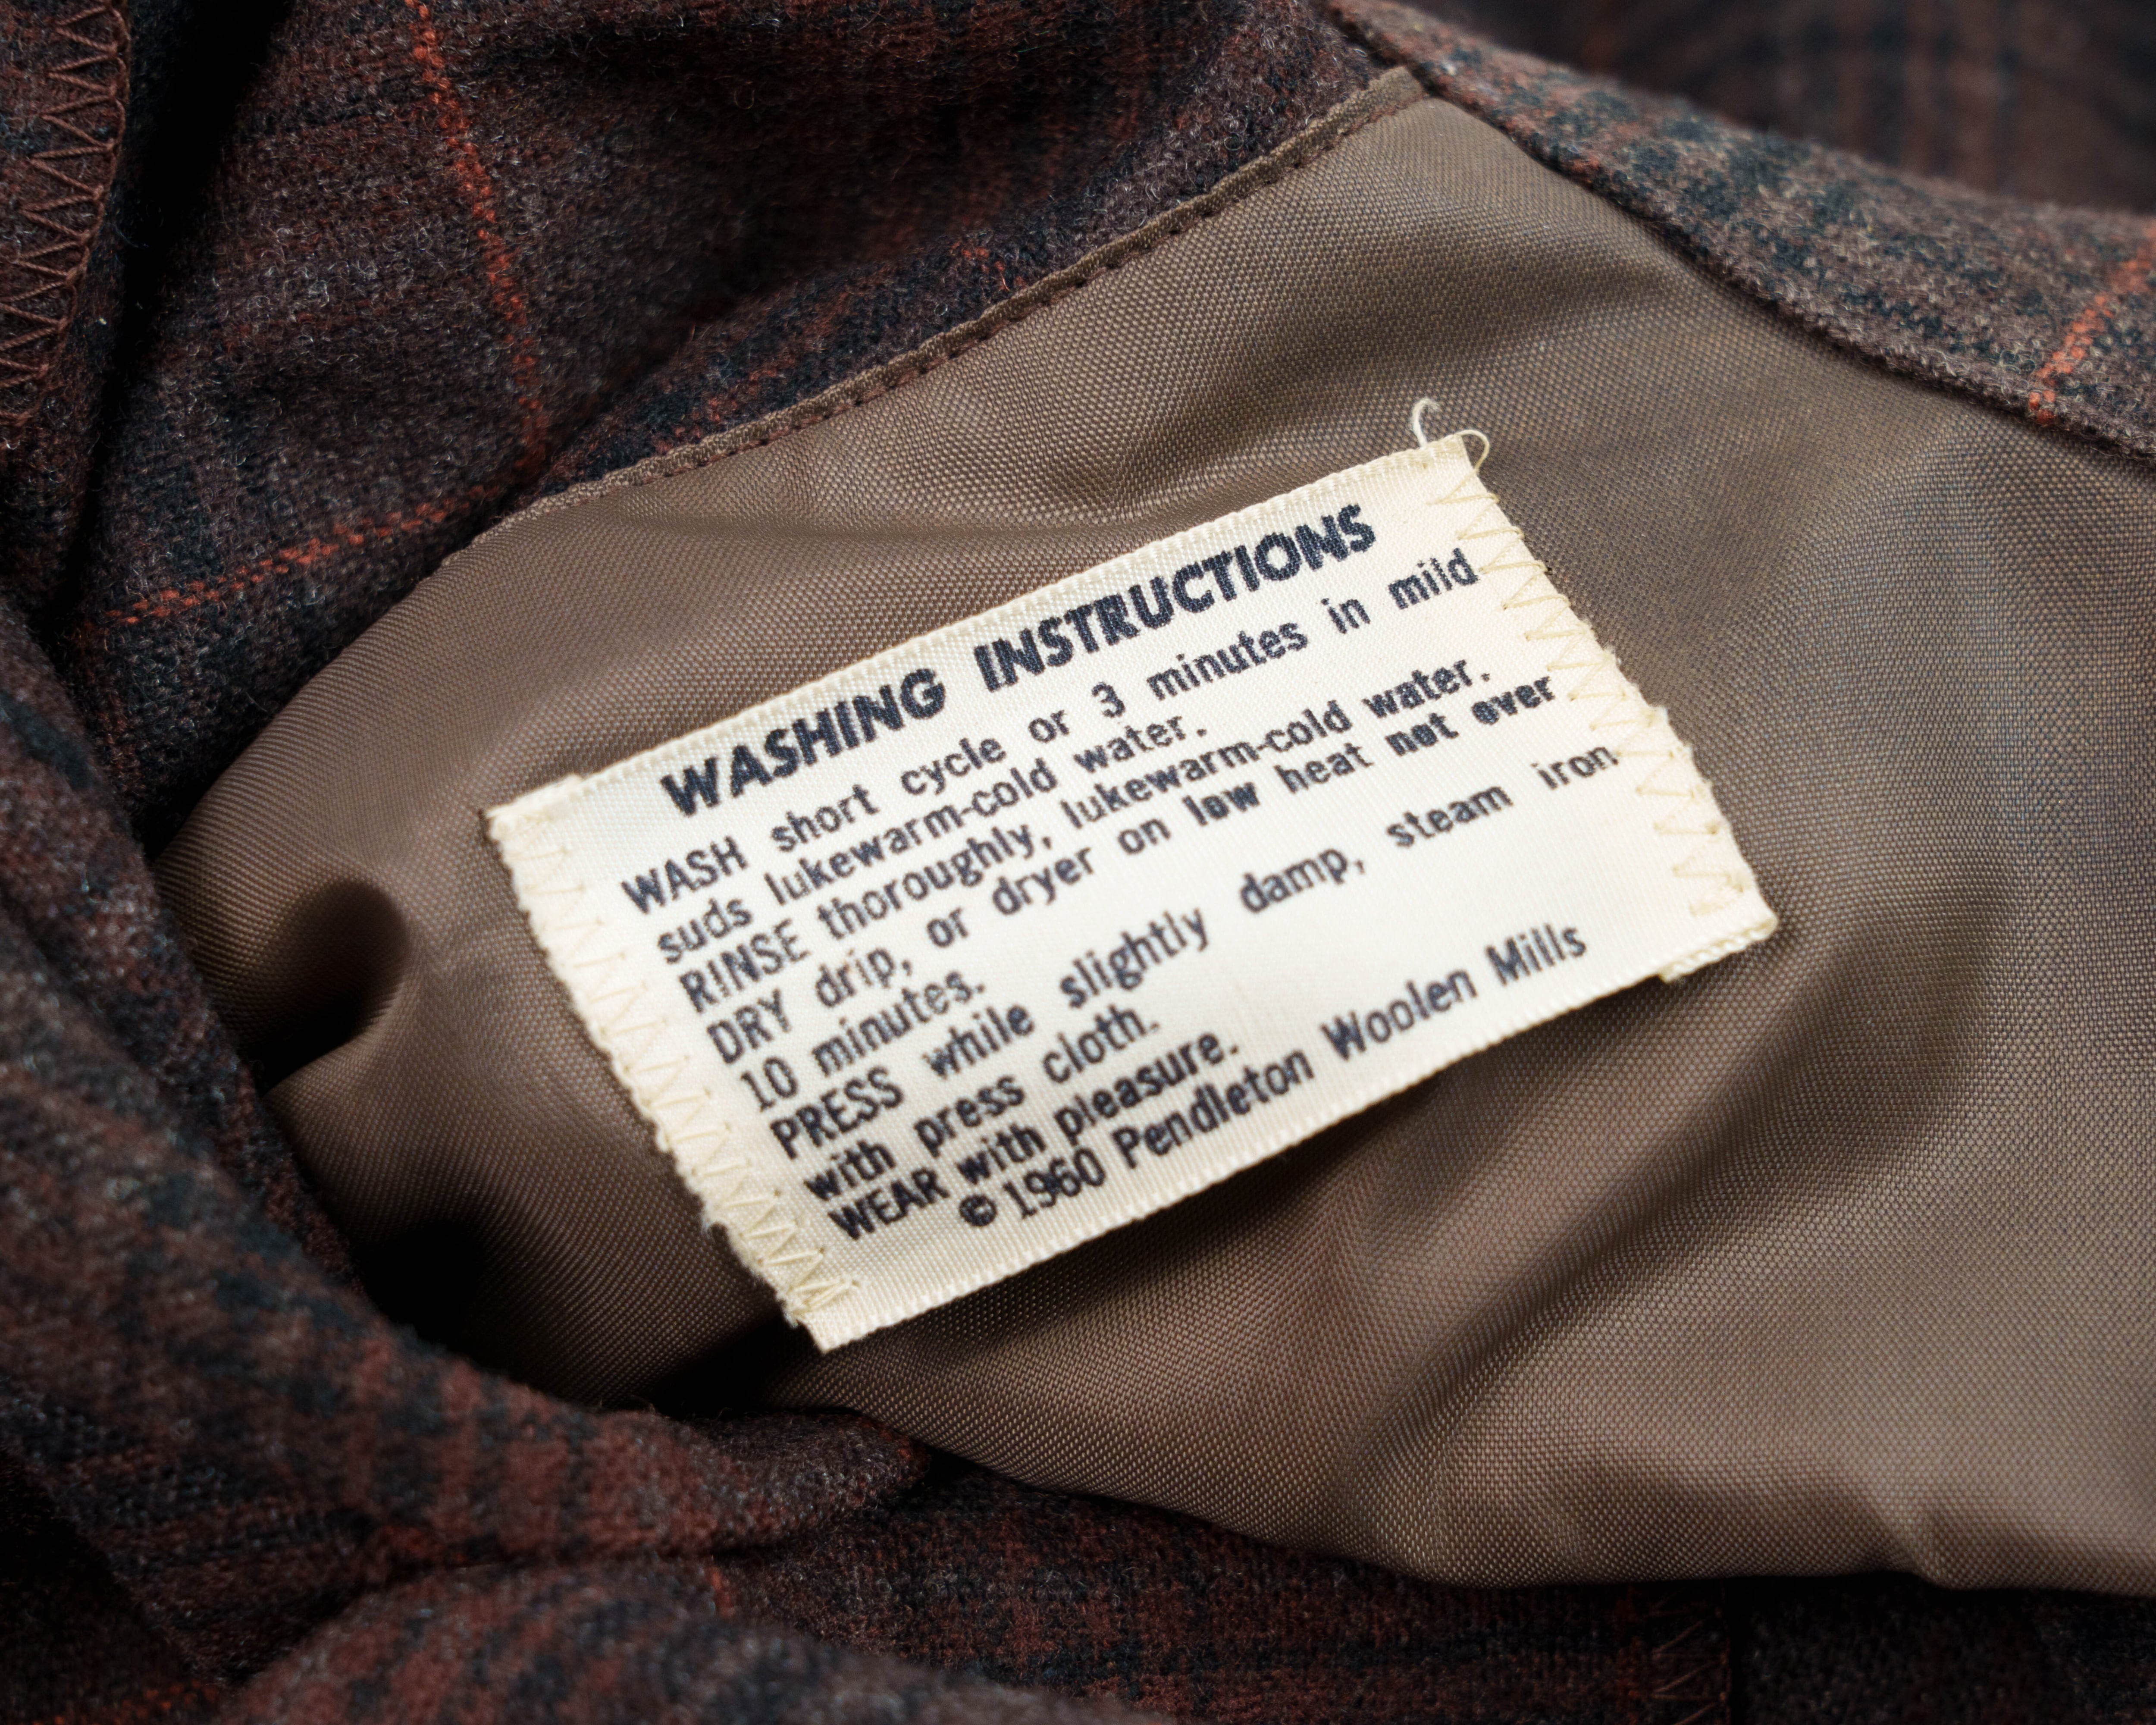 WASHING INSTRUCTIONS
WASH short cycle or 3 minutes in mild
suds lukewarm-cold water.
RINSE thoroughly, lukewarm-cold water.
DRY drip, or dryer on low heat not over
10 minutes.
PRESS while slightly damp, steam iron
with press cloth.
WEAR with pleasure.
© 1960 Pendleton Woolen Mills